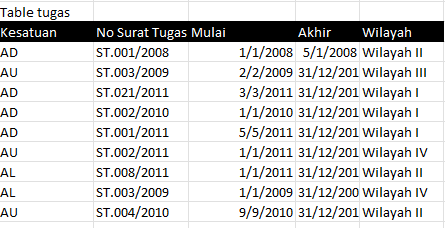 Table tugas
Kesatuan No Surat Tugas Mulai Akhir Wilayah
AD ST.001/2008 1/1/2008 5/1/2008 Wilayah II
AU ST.003/2009 2/2/2009 31/12/201 Wilayah III
AD ST.021/2011 3/3/2011 31/12/201 Wilayah I
AD ST.002/2010 1/1/2010 31/12/201 Wilayah I
AD ST.001/2011 5/5/2011 31/12/201 Wilayah I
AU ST.002/2011 1/1/2011 31/12/201 Wilayah IV
AL ST.008/2011 1/1/2011 31/12/201 Wilayah II
AL ST.003/2009 1/1/2009 31/12/200 Wilayah IV
AU ST.004/2010 9/9/2010 31/12/201 Wilayah II